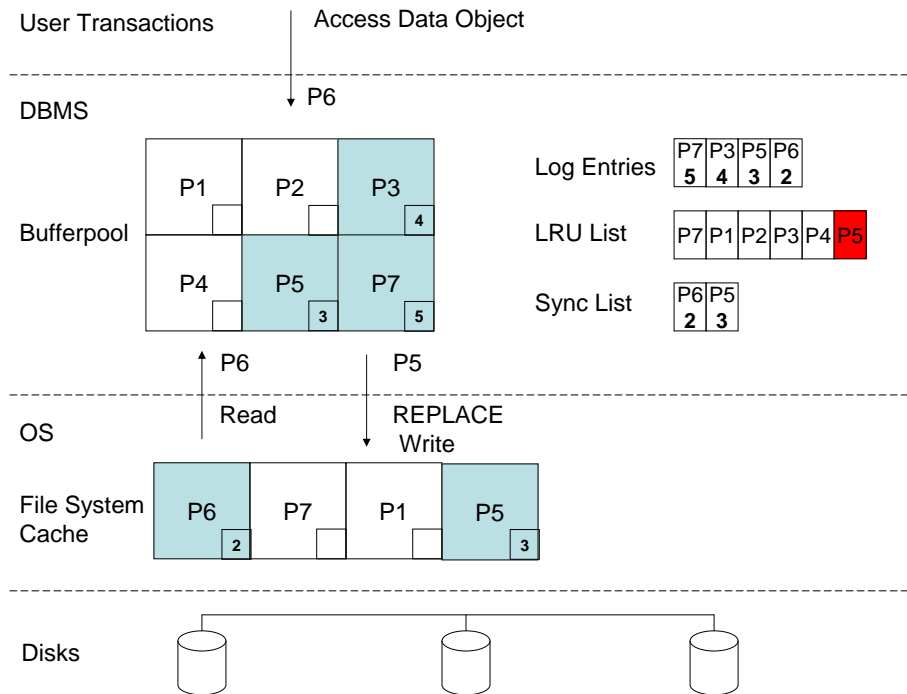 User Transactions
Access Data Object
P6
DBMS
P1 P2 P3
4
Bufferpool
P4 P5 P7
3 5
Log Entries
P7 P3 P5 P6
5 4 3 2
LRU List
P7 P1 P2 P3 P4 P5
Sync List
P6 P5
2 3
P6
Read
P5
REPLACE
Write
OS
File System
Cache
P6 P7 P1 P5
2 3
Disks